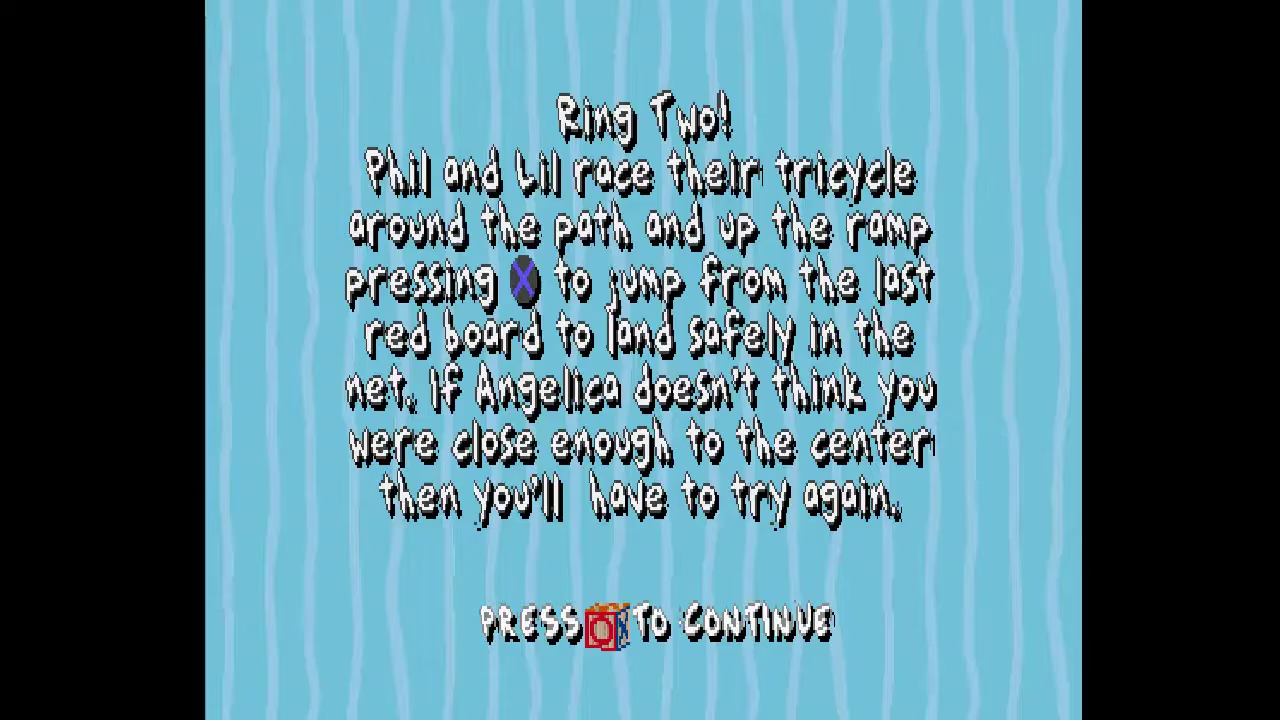 Ring Two!
Phil and Lil race their tricycle
around the path and up the ramp
pressing X to jump from the last
red board to land safely in the
net. If Angelica doesn't think you
were close enough to the center
then you'll have to try again.
PRESS O X TO CONTINUE